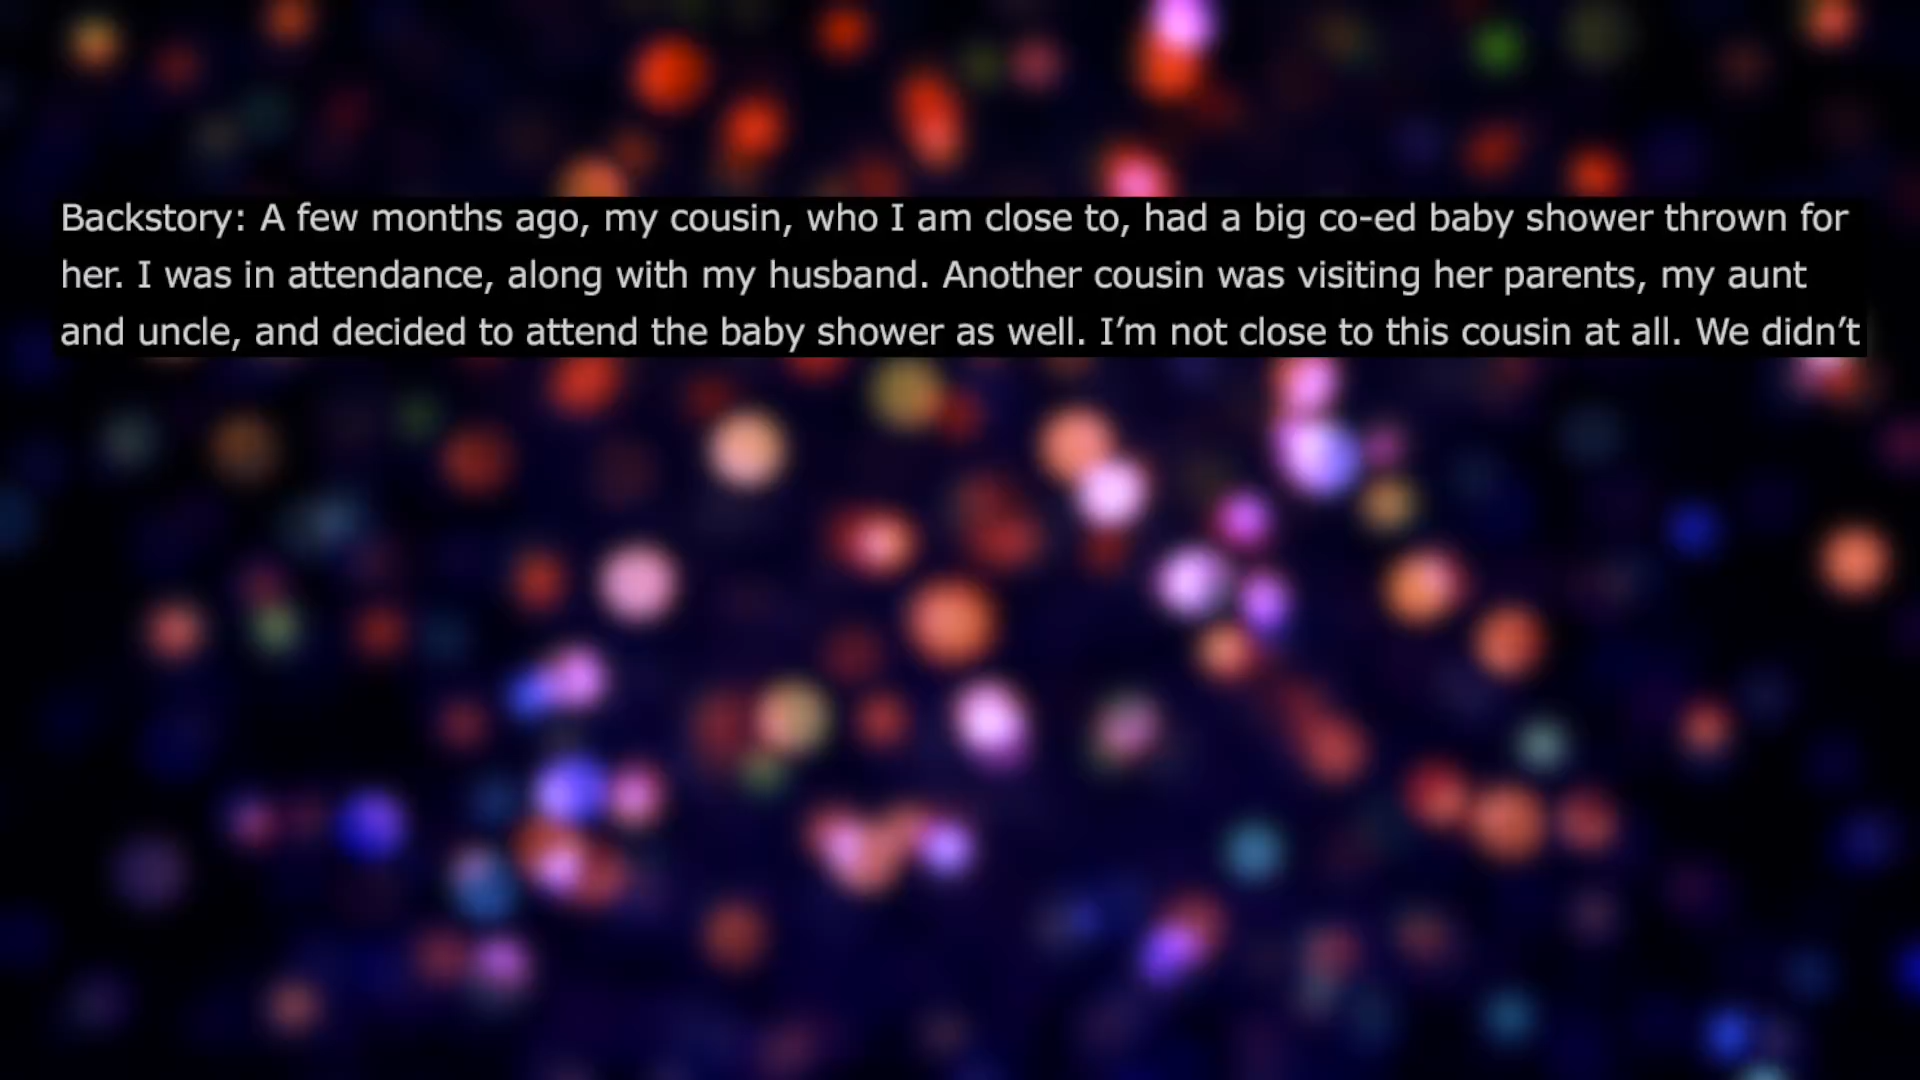 Backstory: A few months ago, my cousin, who I am close to, had a big co-ed baby shower thrown for
her. I was in attendance, along with my husband. Another cousin was visiting her parents, my aunt
and uncle, and decided to attend the baby shower as well. I’m not close to this cousin at all. We didn’t